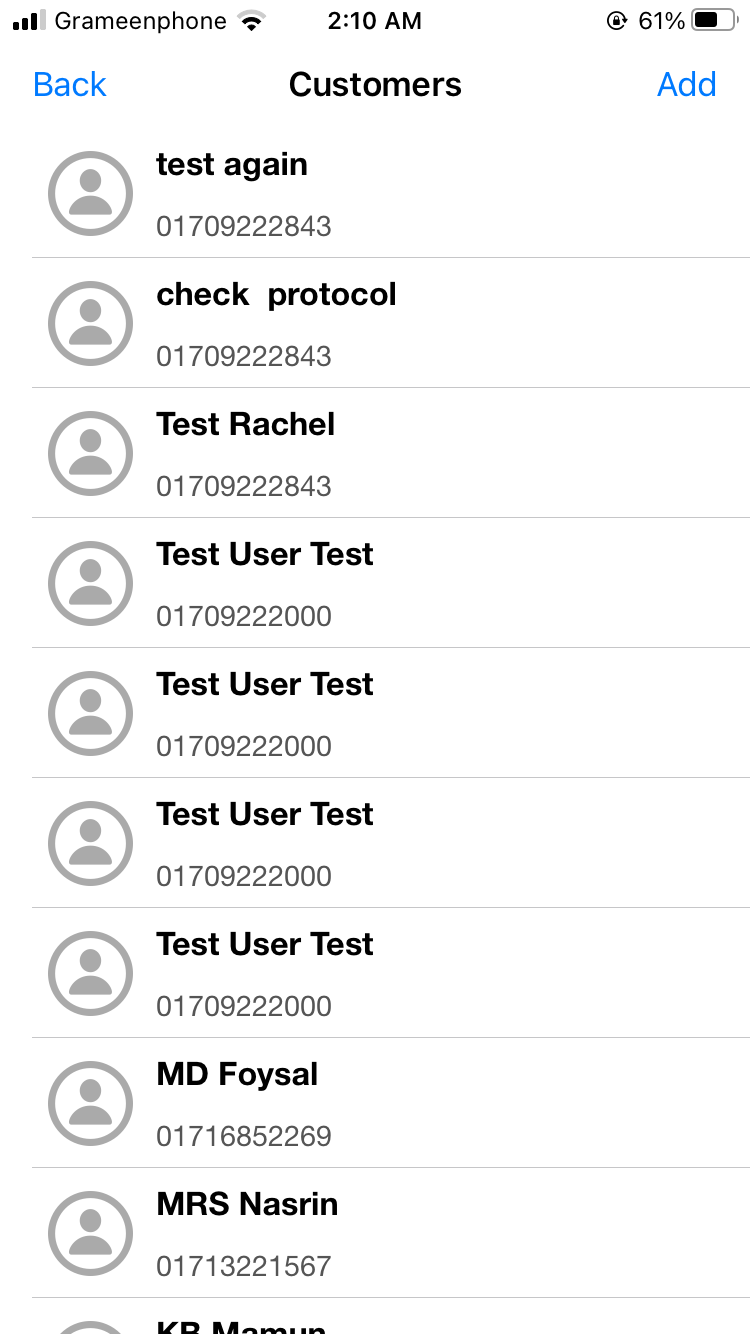 Grameenphone 2:10 AM 61%
Back Customers Add
test again
01709222843
check  protocol
01709222843
Test Rachel
01709222843
Test User Test
01709222000
Test User Test
01709222000
Test User Test
01709222000
Test User Test
01709222000
MD Foysal
01716852269
MRS Nasrin
01713221567
KB Mamun